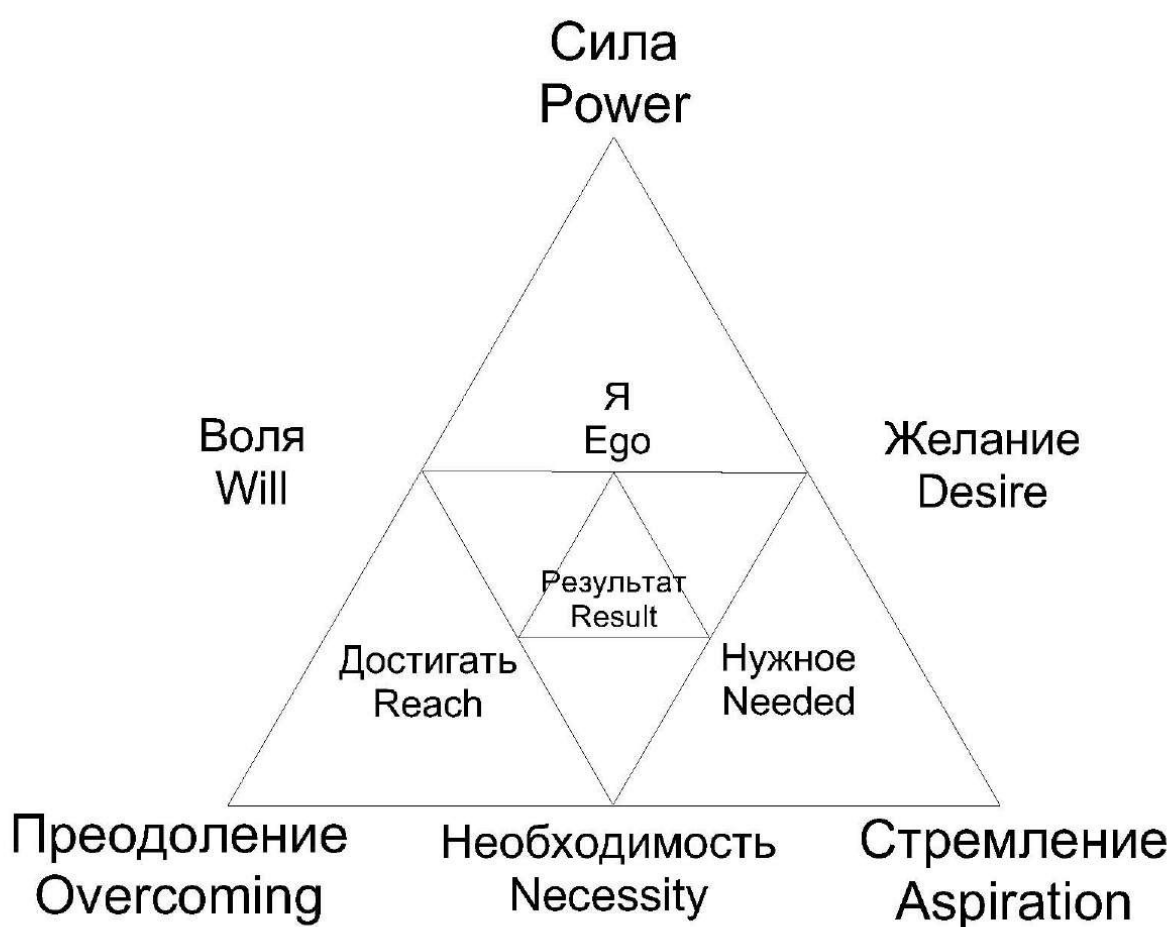 Сила
Power
Я
Ego
Воля
Will
Желание
Desire
Результат
Result
Достигать
Reach
Нужное
Needed
Преодоление
Overcoming
Необходимость
Necessity
Стремление
Aspiration